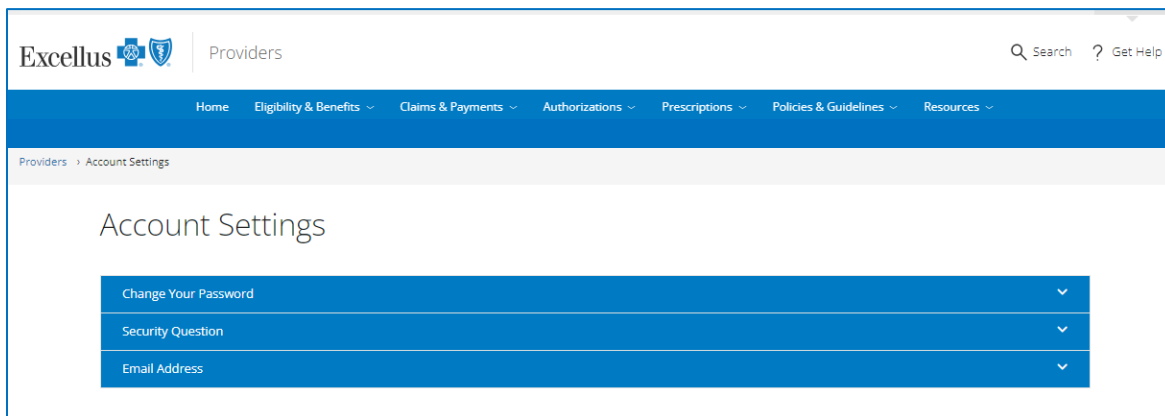 Excellus Providers Search ? Get Help
Home Eligibility & Benefits Claims & Payments Authorizations Prescriptions Policies & Guidelines Resources
Providers › Account Settings
Account Settings
Change Your Password
Security Question
Email Address